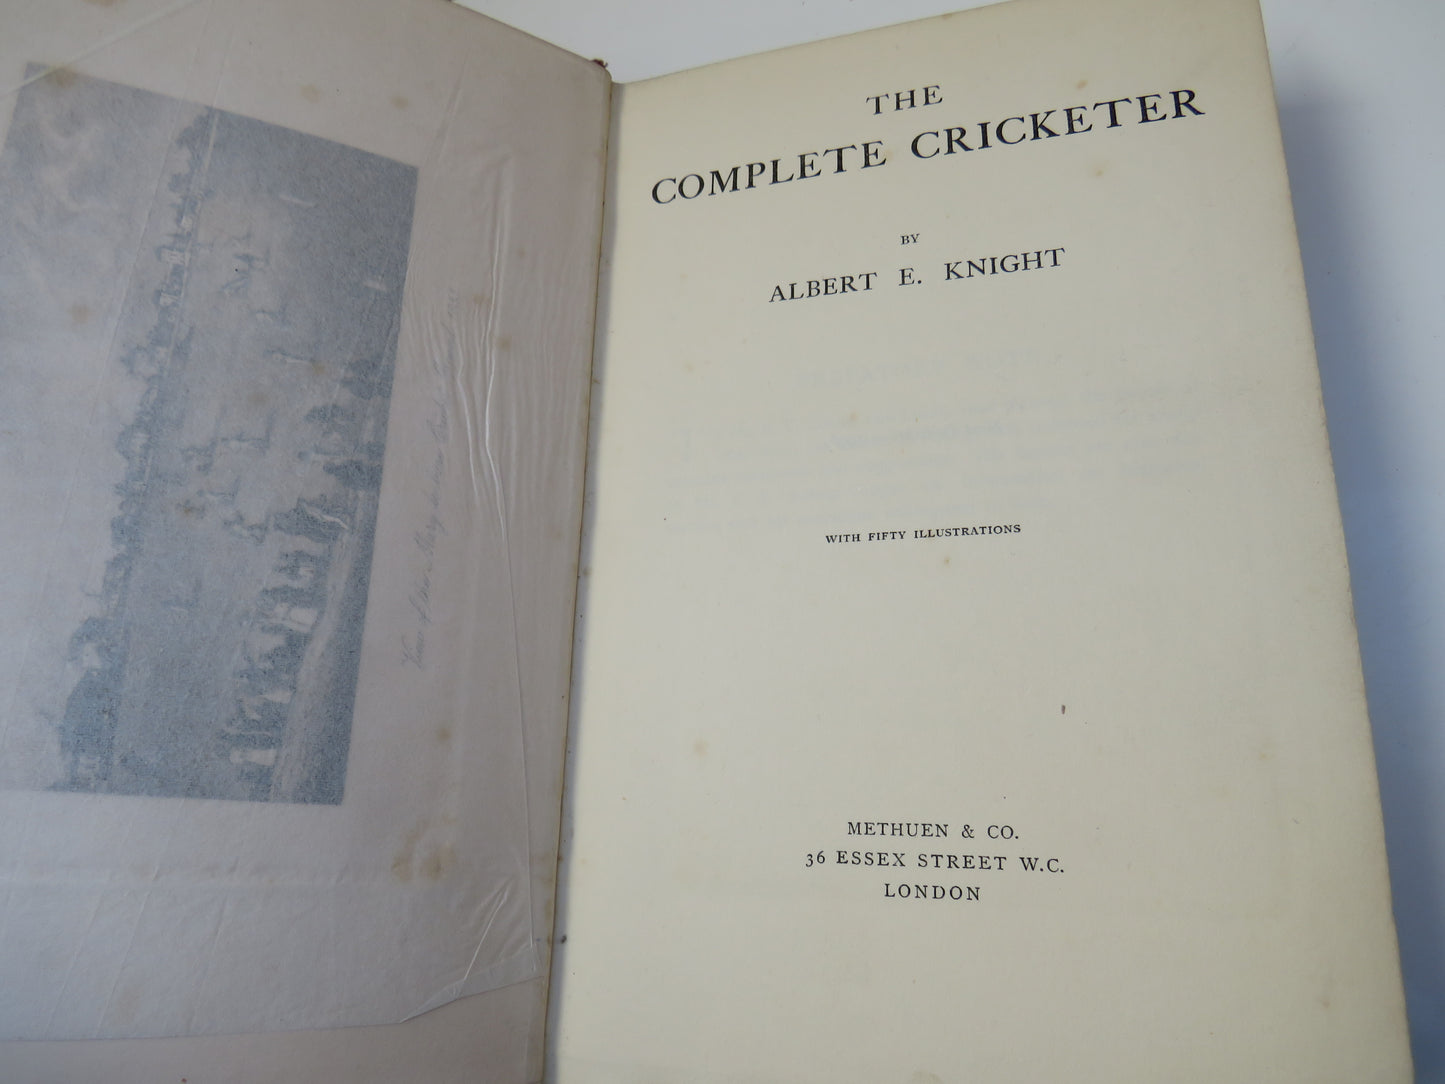 THE
COMPLETE CRICKETER
BY
ALBERT E. KNIGHT
WITH FIFTY ILLUSTRATIONS
METHUEN & CO.
36 ESSEX STREET W.C.
LONDON